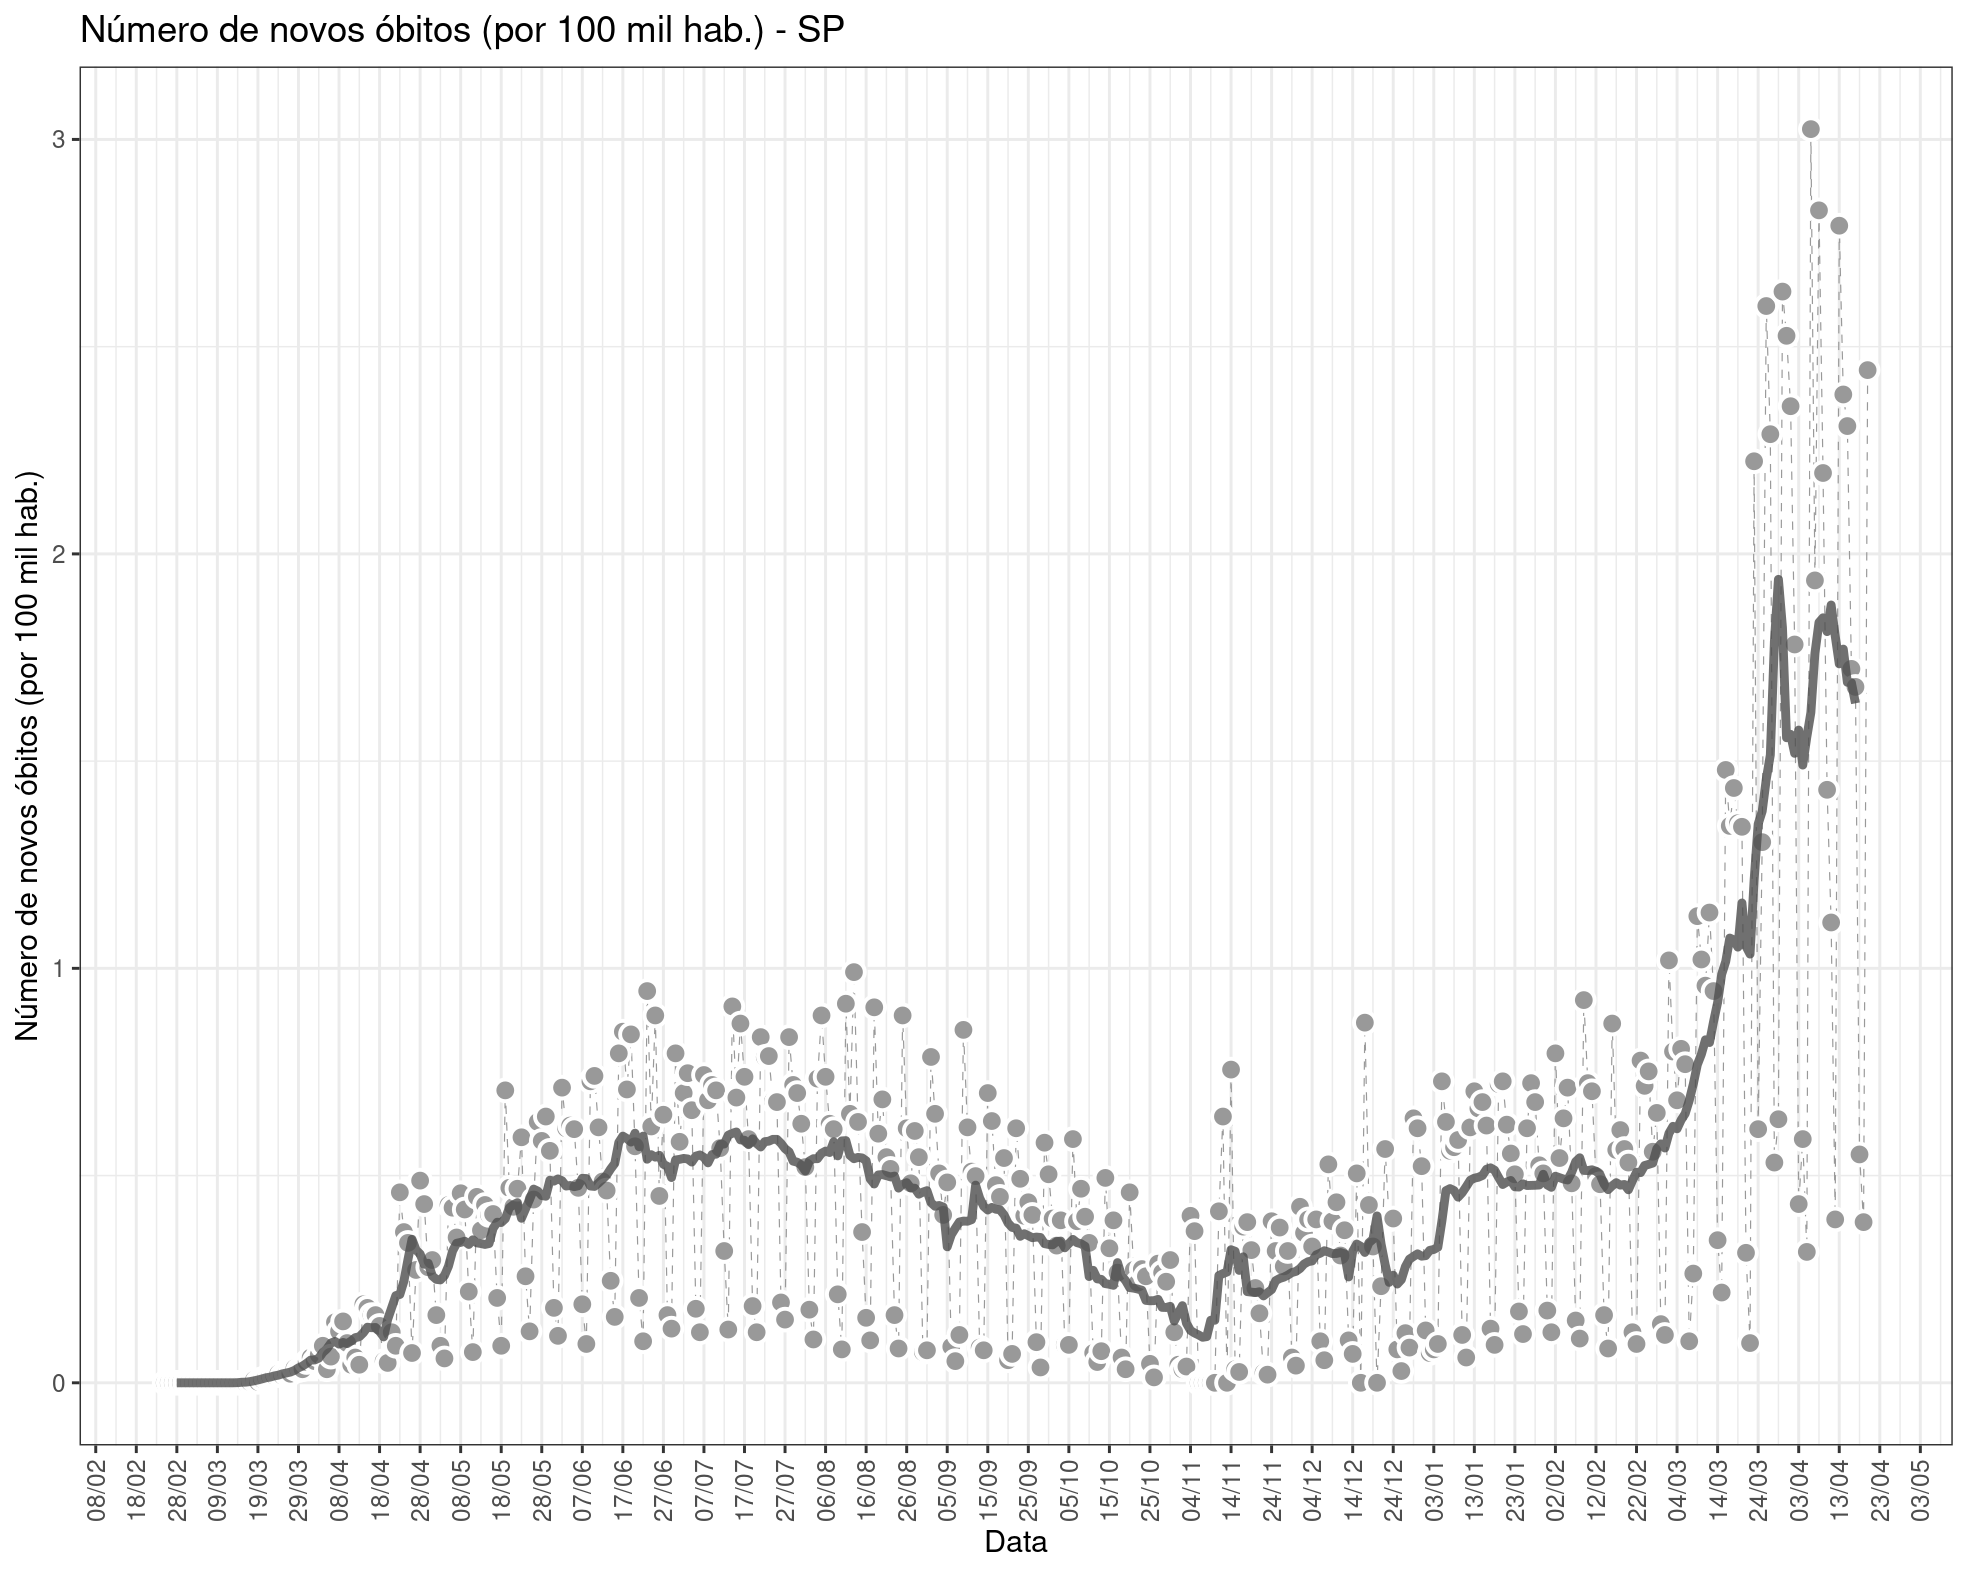 Número de novos óbitos (por 100 mil hab.) - SP
Número de novos óbitos (por 100 mil hab.)
3
2
1
0
08/02 18/02 28/02 09/03 19/03 29/03 08/04 18/04 28/04 08/05 18/05 28/05 07/06 17/06 27/06 07/07 17/07 27/07 06/08 16/08 26/08 05/09 15/09 25/09 05/10 15/10 25/10 04/11 14/11 24/11 04/12 14/12 24/12 03/01 13/01 23/01 02/02 12/02 22/02 04/03 14/03 24/03 03/04 13/04 23/04 03/05
Data